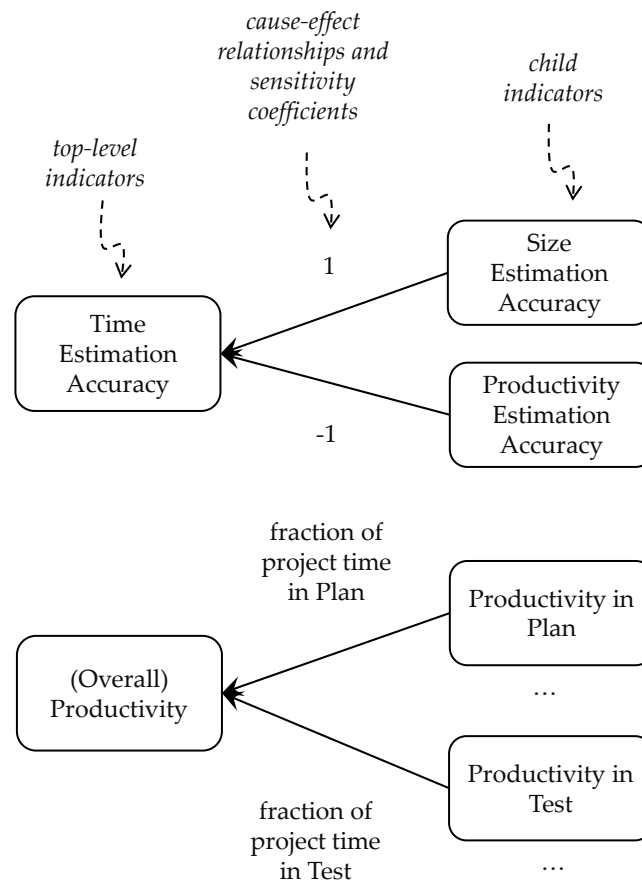 cause-effect
relationships and
sensitivity
coefficients
child
indicators
top-level
indicators
1
Size
Estimation
Accuracy
Time
Estimation
Accuracy
Productivity
Estimation
Accuracy
-1
fraction of
project time
in Plan
Productivity in
Plan
(Overall)
Productivity
…
Productivity in
Test
fraction of
project time
in Test
…